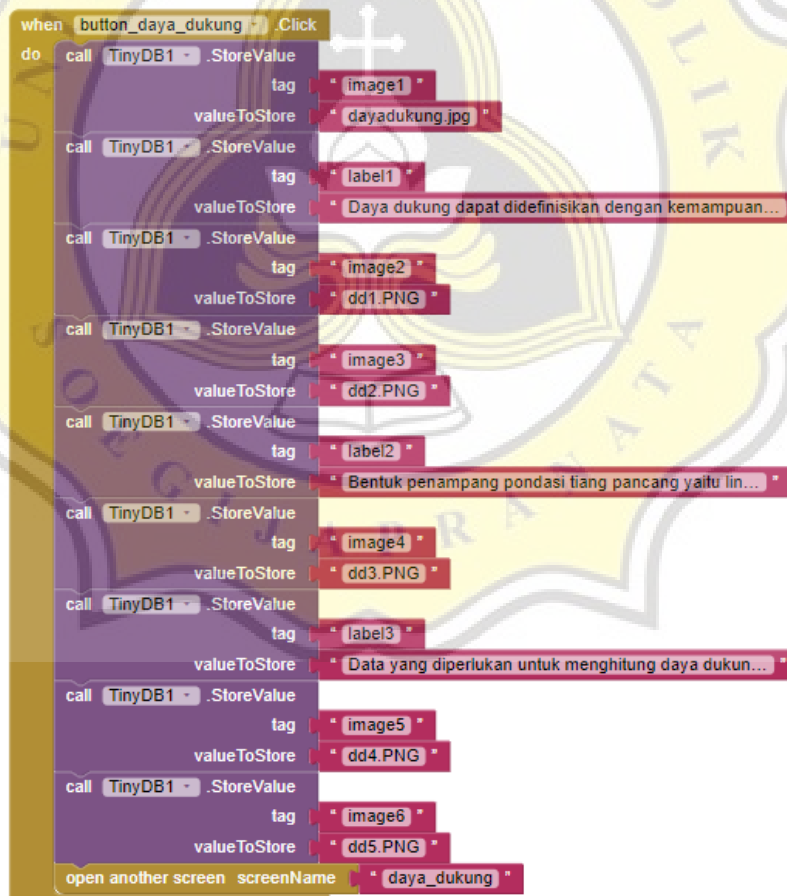 when button_daya_dukung .Click
do call TinyDB1 .StoreValue
tag " image1 "
valueToStore " dayadukung.jpg "
call TinyDB1 .StoreValue
tag " label1 "
valueToStore " Daya dukung dapat didefinisikan dengan kemampuan...
call TinyDB1 .StoreValue
tag " image2 "
valueToStore " dd1.PNG "
call TinyDB1 .StoreValue
tag " image3 "
valueToStore " dd2.PNG "
call TinyDB1 .StoreValue
tag " label2 "
valueToStore " Bentuk penampang pondasi tiang pancang yaitu lin... "
call TinyDB1 .StoreValue
tag " image4 "
valueToStore " dd3.PNG "
call TinyDB1 .StoreValue
tag " label3 "
valueToStore " Data yang diperlukan untuk menghitung daya dukun... "
call TinyDB1 .StoreValue
tag " image5 "
valueToStore " dd4.PNG "
call TinyDB1 .StoreValue
tag " image6 "
valueToStore " dd5.PNG "
open another screen screenName " daya_dukung "
SOEGIJAPRANATA